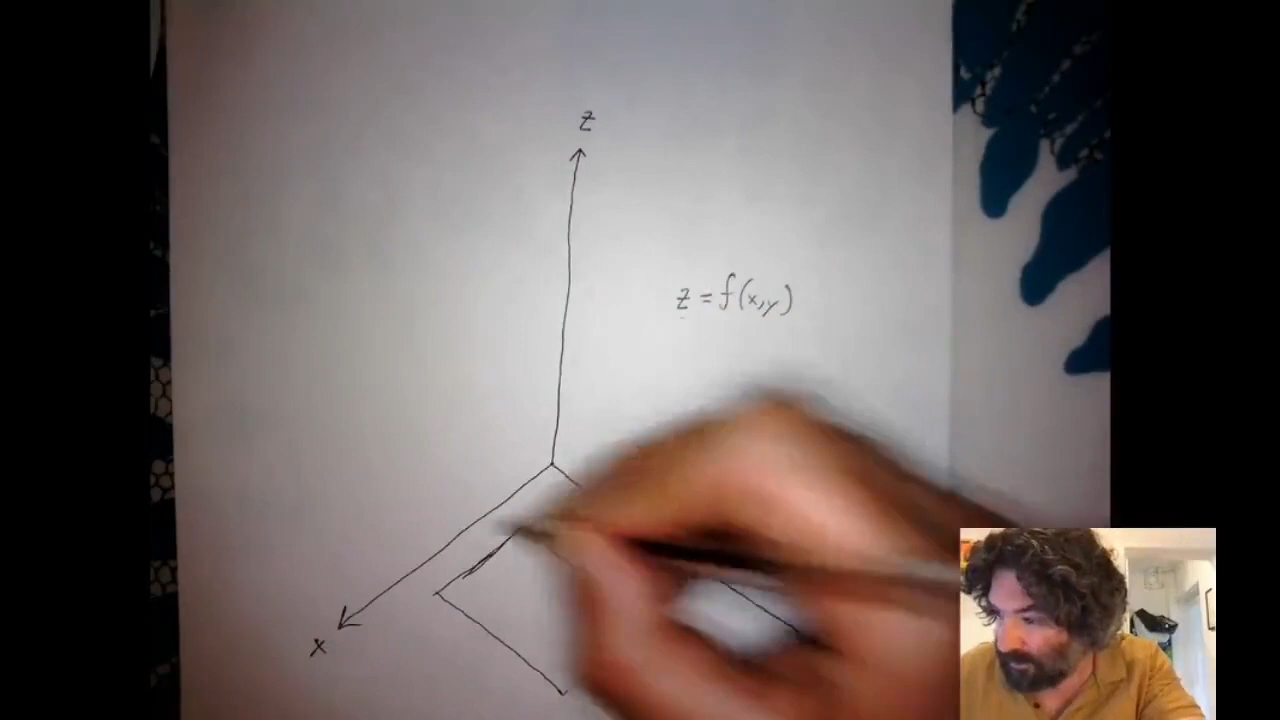 z
z = f(x,y)
x